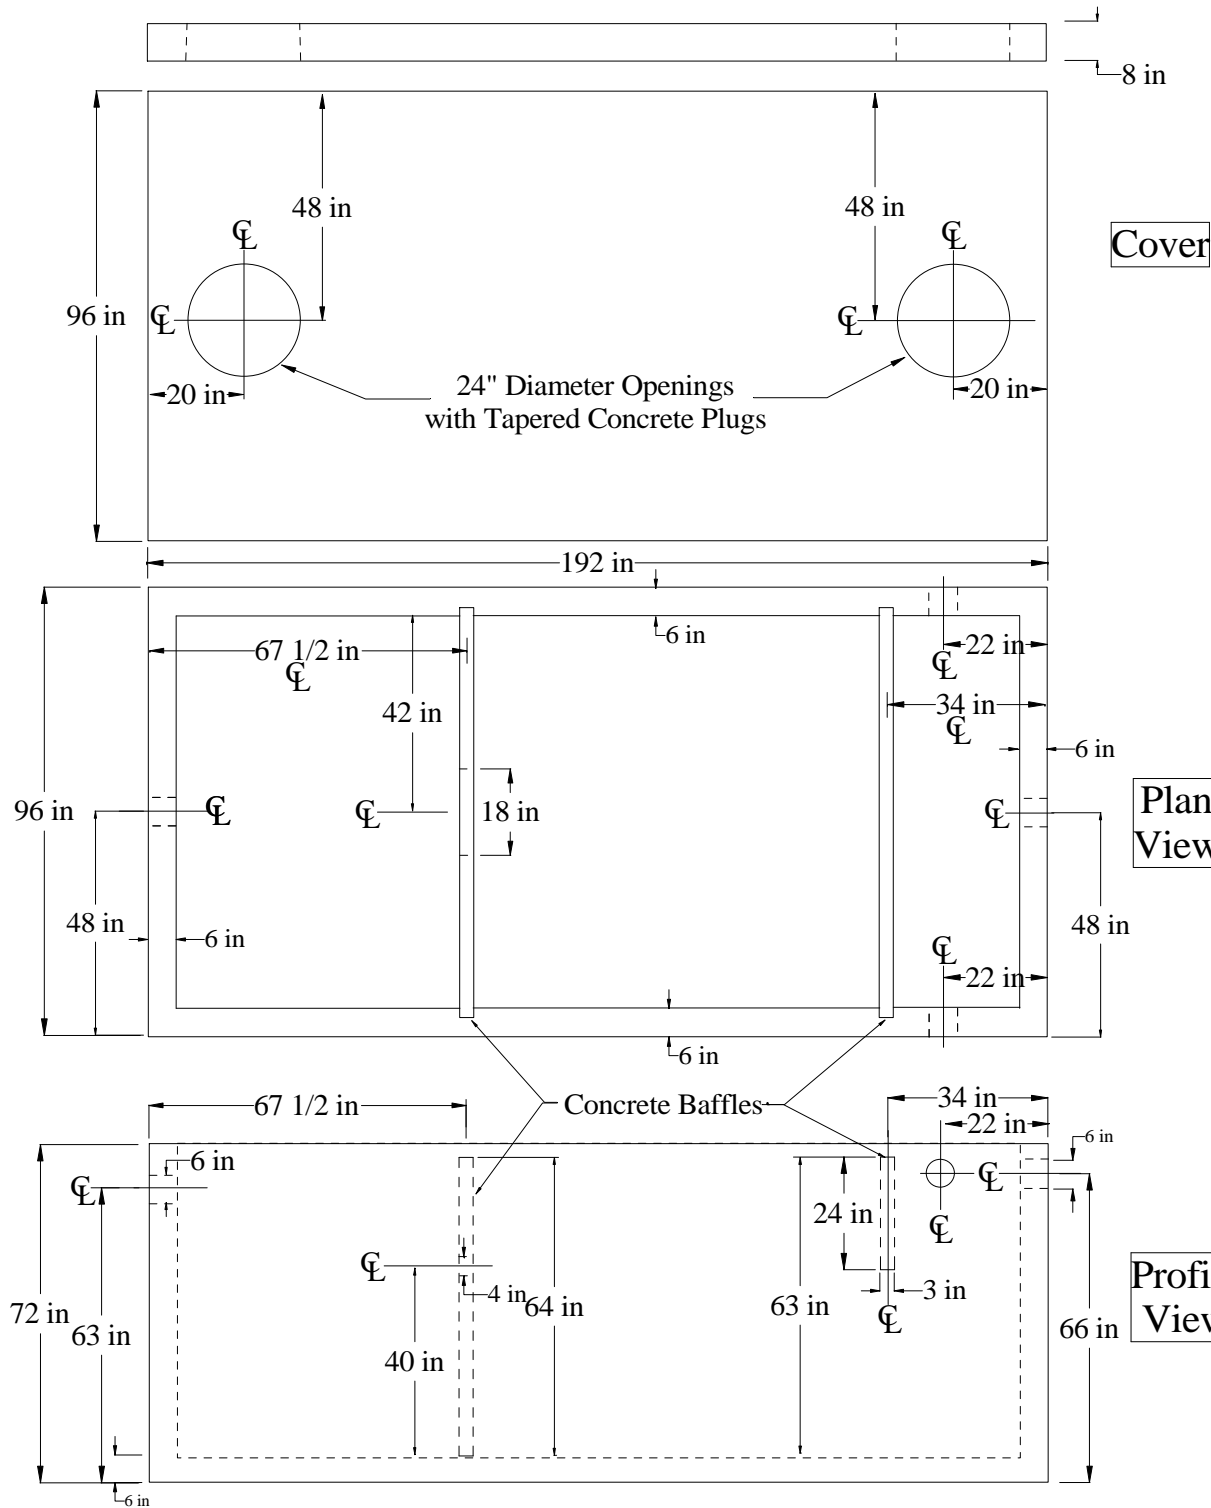 8 in
48 in
48 in
℄
℄
Cover
96 in
℄
℄
20 in
24" Diameter Openings
20 in
with Tapered Concrete Plugs
192 in
6 in
67 1/2 in
22 in
℄
℄
42 in
34 in
℄
6 in
96 in
℄
℄
18 in
℄
Plan
View
48 in
6 in
48 in
℄
22 in
6 in
67 1/2 in
Concrete Baffles
34 in
22 in
6 in
6 in
℄
℄
24 in
℄
℄
4 in
64 in
63 in
3 in
℄
72 in
63 in
66 in
Profi
View
40 in
6 in